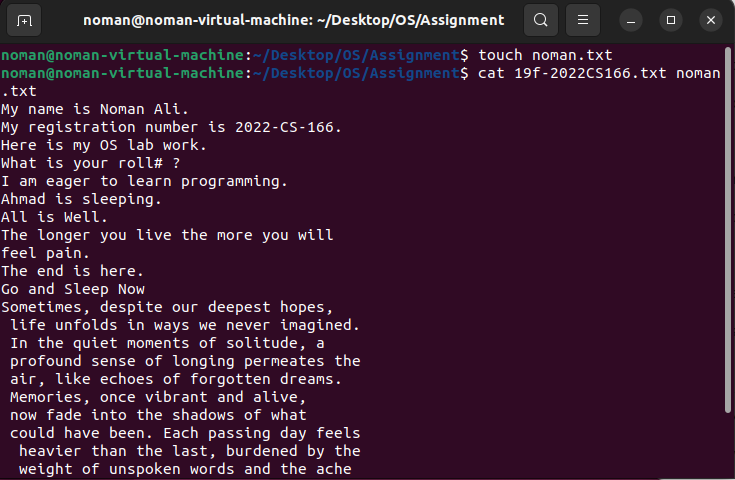 noman@noman-virtual-machine: ~/Desktop/OS/Assignment
noman@noman-virtual-machine:~/Desktop/OS/Assignment$ touch noman.txt
noman@noman-virtual-machine:~/Desktop/OS/Assignment$ cat 19f-2022CS166.txt noman
.txt
My name is Noman Ali.
My registration number is 2022-CS-166.
Here is my OS lab work.
What is your roll# ?
I am eager to learn programming.
Ahmad is sleeping.
All is Well.
The longer you live the more you will
feel pain.
The end is here.
Go and Sleep Now
Sometimes, despite our deepest hopes,
 life unfolds in ways we never imagined.
 In the quiet moments of solitude, a
 profound sense of longing permeates the
 air, like echoes of forgotten dreams.
 Memories, once vibrant and alive,
 now fade into the shadows of what
 could have been. Each passing day feels
  heavier than the last, burdened by the
  weight of unspoken words and the ache